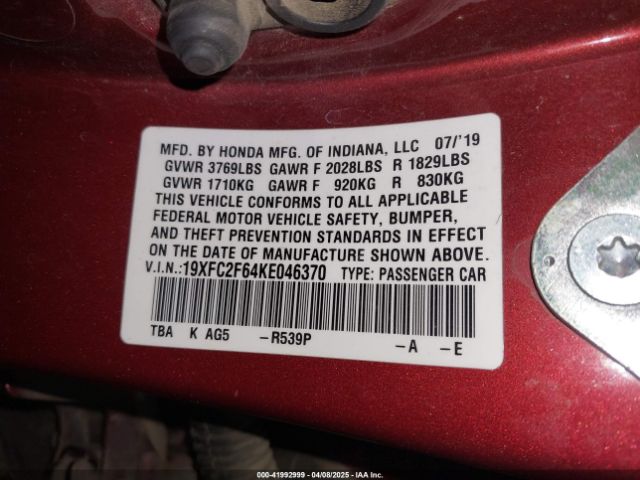 MFD. BY HONDA MFG. OF INDIANA, LLC 07/'19
GVWR 3769LBS GAWR F 2028LBS R 1829LBS
GVWR 1710KG GAWR F 920KG R 830KG
THIS VEHICLE CONFORMS TO ALL APPLICABLE
FEDERAL MOTOR VEHICLE SAFETY, BUMPER,
AND THEFT PREVENTION STANDARDS IN EFFECT
ON THE DATE OF MANUFACTURE SHOWN ABOVE.
V.I.N.:19XFC2F64KE046370 TYPE: PASSENGER CAR
TBA K AG5 -R539P -A -E
000-41992999 | 04/08/2025 - IAA Inc.